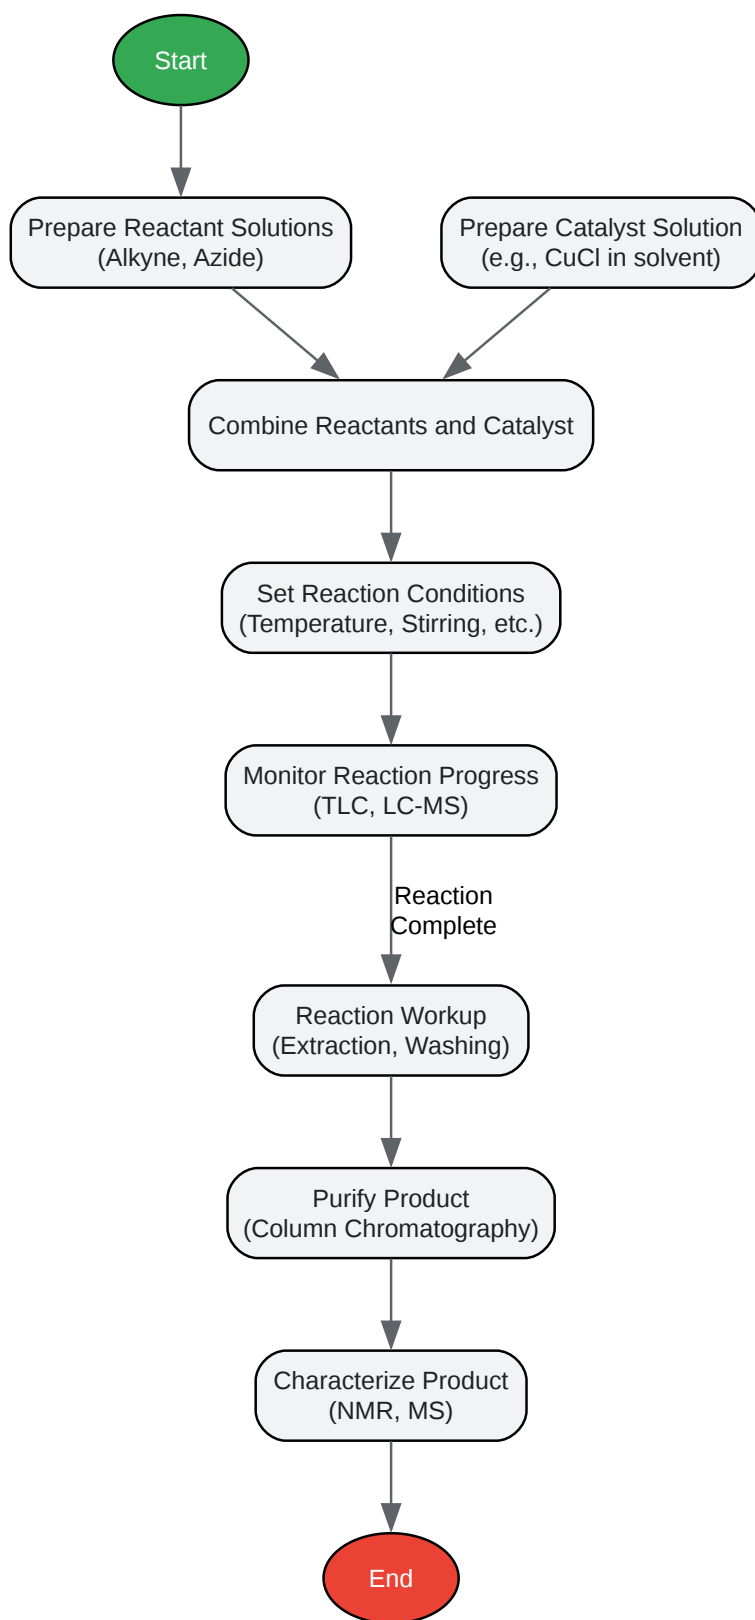 Start
Prepare Reactant Solutions
(Alkyne, Azide)
Prepare Catalyst Solution
(e.g., CuCl in solvent)
Combine Reactants and Catalyst
Set Reaction Conditions
(Temperature, Stirring, etc.)
Monitor Reaction Progress
(TLC, LC-MS)
Reaction
Complete
Reaction Workup
(Extraction, Washing)
Purify Product
(Column Chromatography)
Characterize Product
(NMR, MS)
End